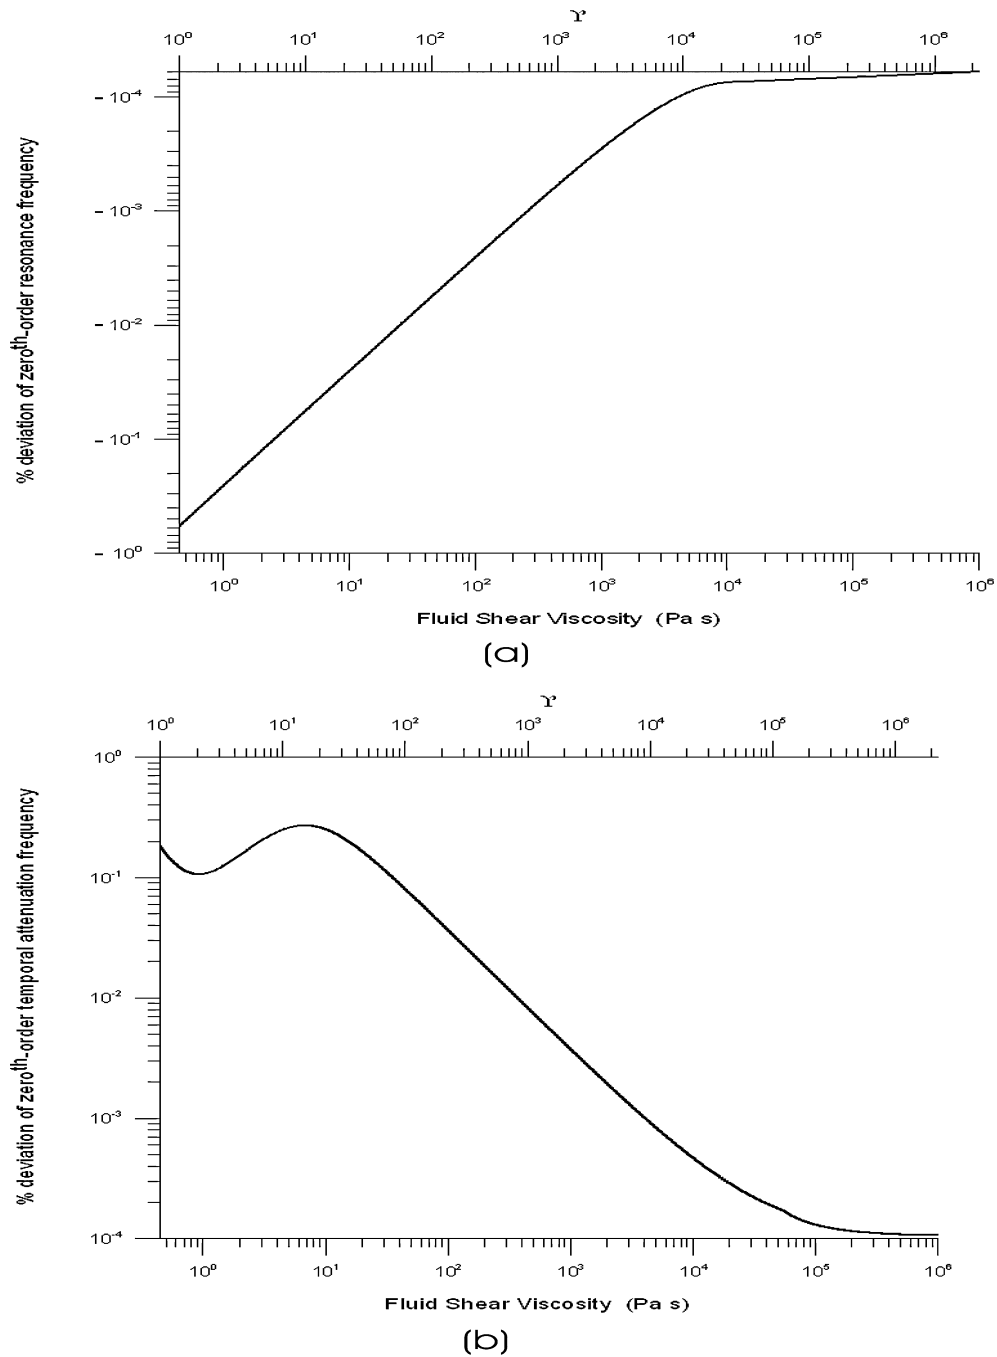 ϒ
10⁰ 10¹ 10² 10³ 10⁴ 10⁵ 10⁶
- 10⁻⁴
- 10⁻³
- 10⁻²
- 10⁻¹
- 10⁰
% deviation of zeroᵗʰ-order resonance frequency
10⁰ 10¹ 10² 10³ 10⁴ 10⁵ 10⁶
Fluid Shear Viscosity (Pa s)
(a)
ϒ
10⁰ 10¹ 10² 10³ 10⁴ 10⁵ 10⁶
10⁰
10⁻¹
10⁻²
10⁻³
10⁻⁴
% deviation of zeroᵗʰ-order temporal attenuation frequency
10⁰ 10¹ 10² 10³ 10⁴ 10⁵ 10⁶
Fluid Shear Viscosity (Pa s)
(b)